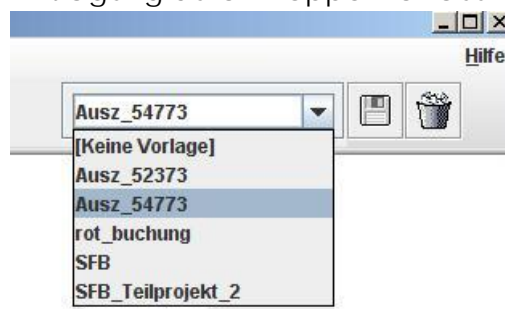 Hilfe
Ausz_54773
[Keine Vorlage]
Ausz_52373
Ausz_54773
rot_buchung
SFB
SFB_Teilprojekt_2